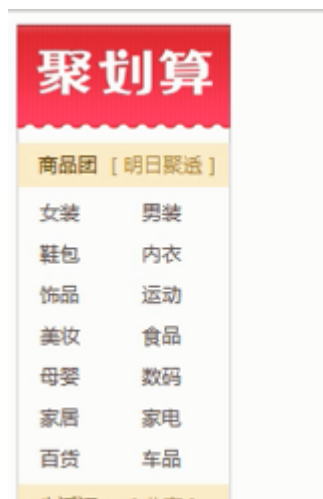 聚划算
商品团 [ 明日聚透 ]
女装 男装
鞋包 内衣
饰品 运动
美妆 食品
母婴 数码
家居 家电
百货 车品